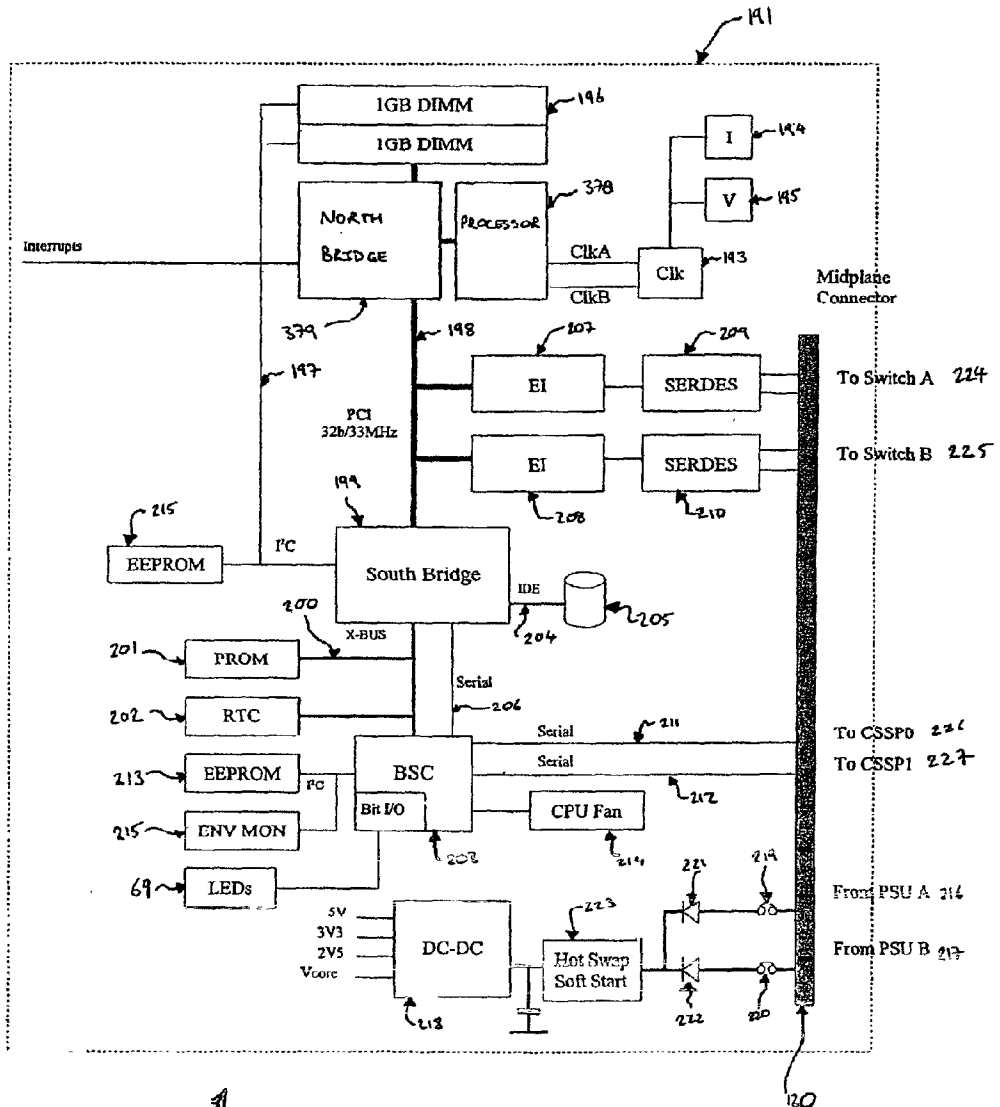 191
1GB DIMM
196
1GB DIMM
I
194
V
195
378
NORTH
BRIDGE
PROCESSOR
Interrupts
ClkA
ClkB
Clk
193
Midplane
Connector
379
198
207
209
197
EI
SERDES
To Switch A 224
PCI
32b/33MHz
EI
SERDES
To Switch B 225
199
208
210
215
I²C
EEPROM
South Bridge
IDE
204
205
X-BUS
200
201
PROM
Serial
206
202
RTC
Serial
211
To CSSP0 226
Serial
To CSSP1 227
212
213
EEPROM
I²C
BSC
Bit I/O
CPU Fan
215
ENV MON
203
214
69
LEDs
221
219
From PSU A 216
5V
3V3
2V5
Vcore
DC-DC
223
Hot Swap
Soft Start
From PSU B 217
218
222
220